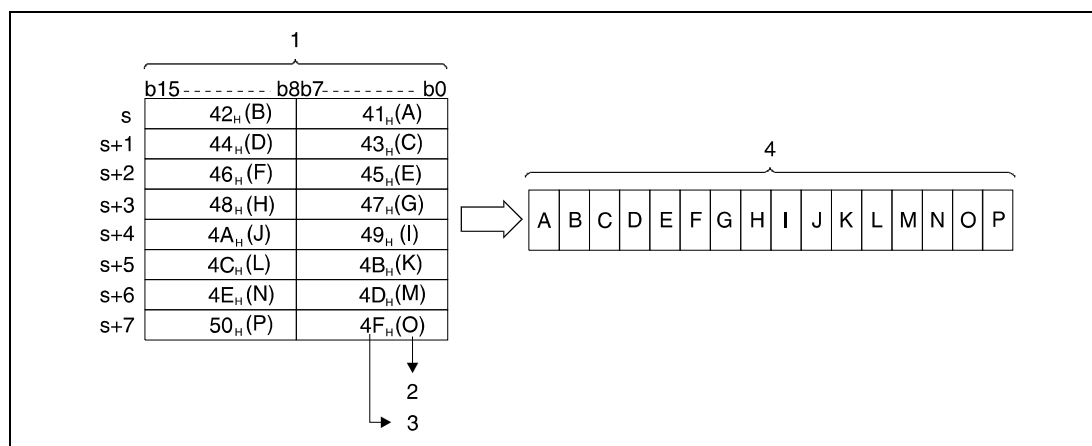 1
b15 -------- b8b7 --------- b0
s 42H(B) 41H(A)
s+1 44H(D) 43H(C)
s+2 46H(F) 45H(E)
s+3 48H(H) 47H(G)
s+4 4AH(J) 49H (I)
s+5 4CH(L) 4BH(K)
s+6 4EH(N) 4DH(M)
s+7 50H(P) 4FH(O)
2
3
4
A B C D E F G H I J K L M N O P